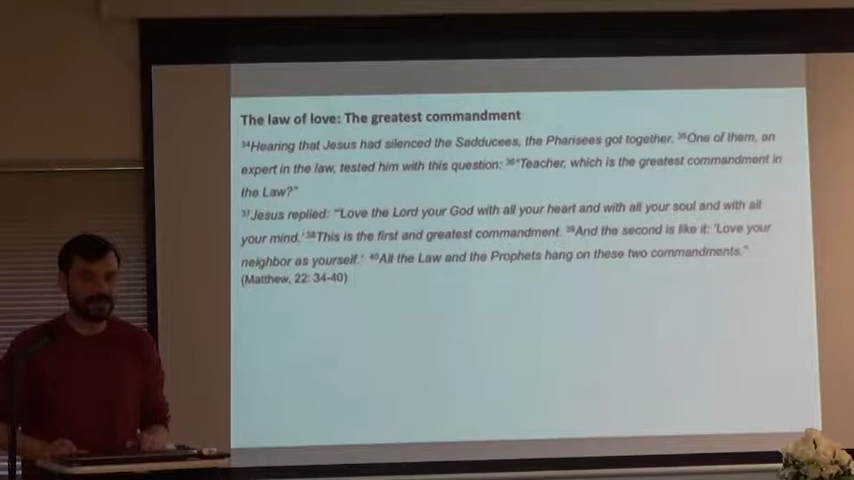 The law of love: The greatest commandment
³⁴Hearing that Jesus had silenced the Sadducees, the Pharisees got together. ³⁵One of them, an
expert in the law, tested him with this question: ³⁶“Teacher, which is the greatest commandment in
the Law?”
³⁷Jesus replied: “‘Love the Lord your God with all your heart and with all your soul and with all
your mind.’ ³⁸This is the first and greatest commandment. ³⁹And the second is like it: ‘Love your
neighbor as yourself.’ ⁴⁰All the Law and the Prophets hang on these two commandments.”
(Matthew, 22: 34-40)